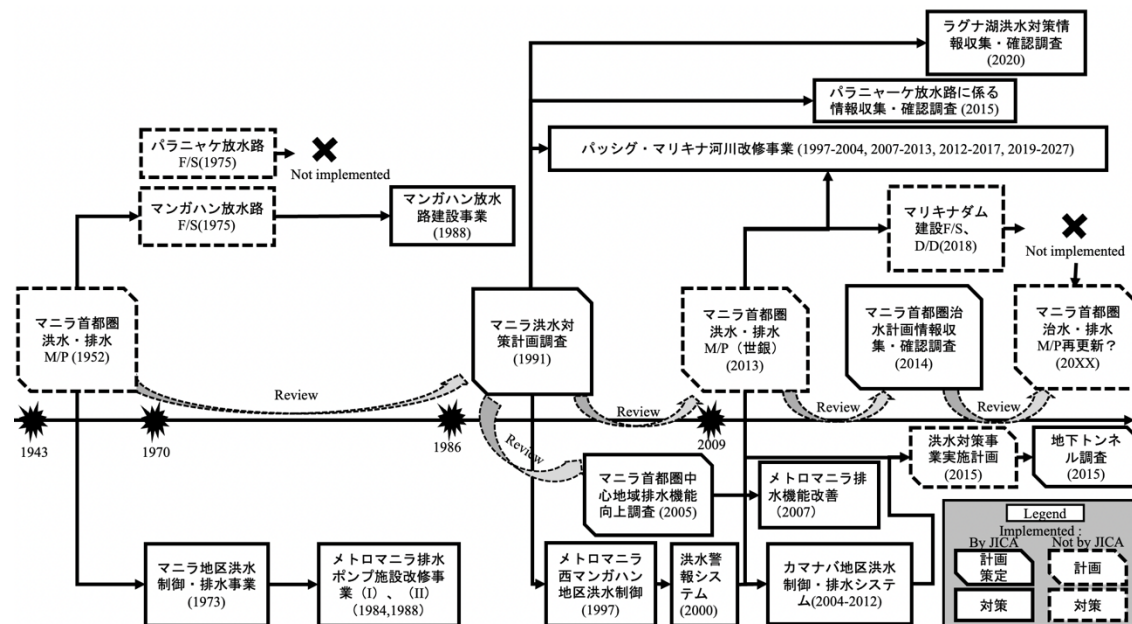 ラグナ湖洪水対策情
報収集・確認調査
(2020)
パラニャーケ放水路に係る
情報収集・確認調査 (2015)
パッシグ・マリキナ河川改修事業 (1997-2004, 2007-2013, 2012-2017, 2019-2027)
パラニャケ放水路
F/S(1975)
Not implemented
マンガハン放水路
F/S(1975)
マンガハン放水
路建設事業
(1988)
マリキナダム
建設F/S、
D/D(2018)
Not implemented
マニラ首都圏
洪水・排水
M/P (1952)
マニラ洪水対
策計画調査
(1991)
マニラ首都圏
洪水・排水
M/P（世銀）
(2013)
マニラ首都圏治
水計画情報収
集・確認調査
(2014)
マニラ首都圏
治水・排水
M/P再更新？
(20XX)
Review
Review
Review
Review
Review
1943
1970
1986
2009
マニラ首都圏中
心地域排水機能
向上調査 (2005)
メトロマニラ排
水機能改善
（2007）
洪水対策事
業実施計画
(2015)
地下トンネ
ル調査
(2015)
マニラ地区洪水
制御・排水事業
(1973)
メトロマニラ排水
ポンプ施設改修事
業 (I) 、 (II)
(1984,1988)
メトロマニラ
西マンガハン
地区洪水制御
(1997)
洪水警
報シス
テム
(2000)
カマナバ地区洪水
制御・排水システ
ム(2004-2012)
Legend
Implemented :
By JICA
Not by JICA
計画
策定
計画
対策
対策